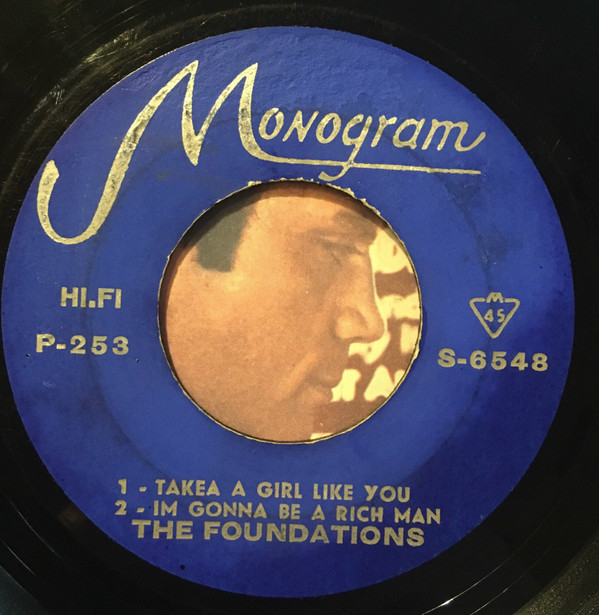 Monogram
HI.FI
P-253
M
45
S-6548
1 - TAKEA A GIRL LIKE YOU
2 - IM GONNA BE A RICH MAN
THE FOUNDATIONS